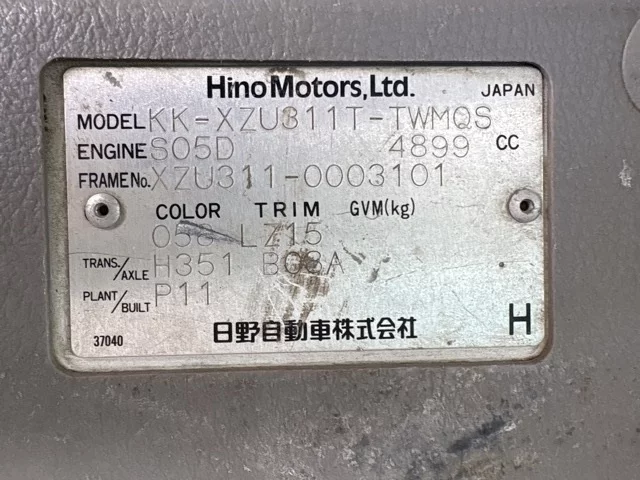 Hino Motors, Ltd. JAPAN
MODEL KK-XZU311T-TWMQS
ENGINE S05D 4899 CC
FRAME No. XZU311-0003101
COLOR TRIM GVM(kg)
058 LZ15
TRANS./AXLE H351 B03A
PLANT/BUILT P11
37040 日野自動車株式会社 H